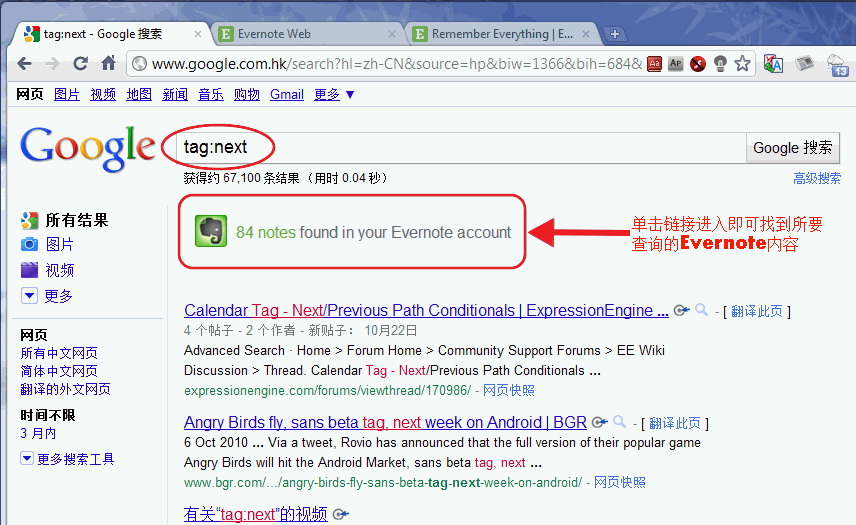 tag:next - Google 搜索
Evernote Web
Remember Everything | E...
www.google.com.hk/search?hl=zh-CN&source=hp&biw=1366&bih=684&
13
网页 图片 视频 地图 新闻 音乐 购物 Gmail 更多 ▼
Google
tag:next
Google 搜索
获得约 67,100 条结果 （用时 0.04 秒）
高级搜索
所有结果
图片
视频
更多
网页
所有中文网页
简体中文网页
翻译的外文网页
时间不限
3 月内
更多搜索工具
84 notes found in your Evernote account
单击链接进入即可找到所要
查询的Evernote内容
Calendar Tag - Next/Previous Path Conditionals | ExpressionEngine ... - [ 翻译此页 ]
4 个帖子 - 2 个作者 - 新贴子： 10月22日
Advanced Search · Home > Forum Home > Community Support Forums > EE Wiki
Discussion > Thread. Calendar Tag - Next/Previous Path Conditionals ...
expressionengine.com/forums/viewthread/170986/ - 网页快照
Angry Birds fly, sans beta tag, next week on Android | BGR - [ 翻译此页 ]
6 Oct 2010 ... Via a tweet, Rovio has announced that the full version of their popular game
Angry Birds will hit the Android Market, sans beta tag, next ...
www.bgr.com/.../angry-birds-fly-sans-beta-tag-next-week-on-android/ - 网页快照
有关“tag:next”的视频